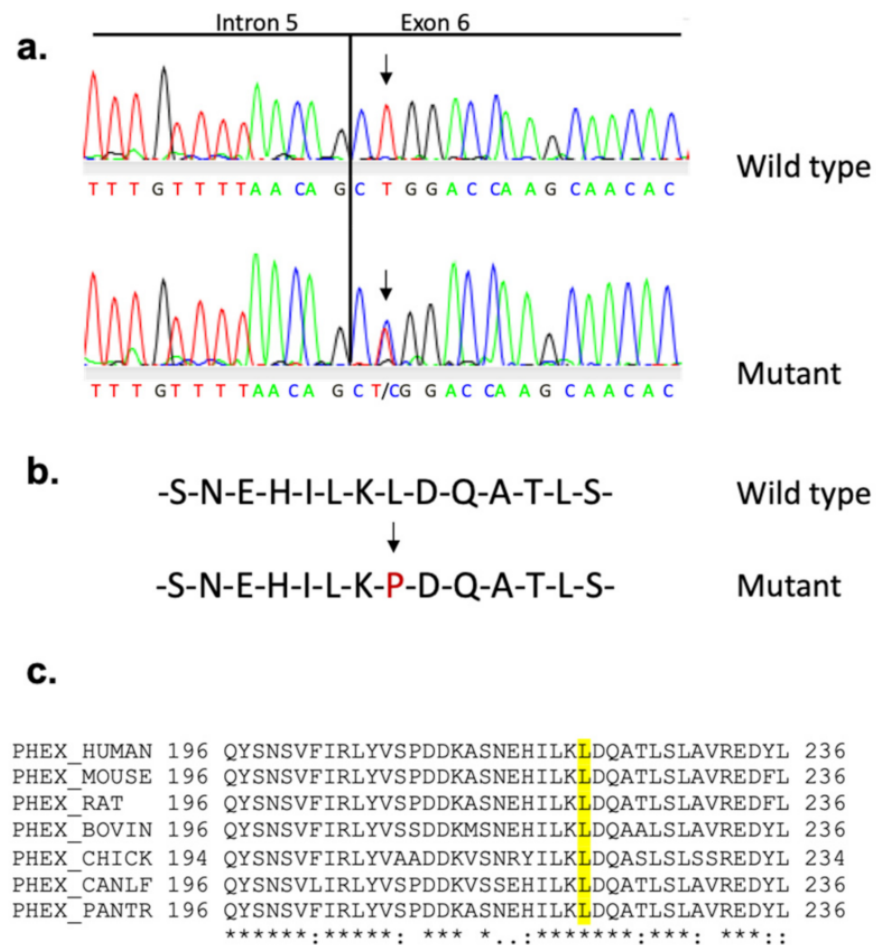 a.
Intron 5 Exon 6
T T T G T T T T A A C A G C T G G A C C A A G C A A C A C
Wild type
T T T G T T T T A A C A G C T/C G G A C C A A G C A A C A C
Mutant
b.
-S-N-E-H-I-L-K-L-D-Q-A-T-L-S-
Wild type
-S-N-E-H-I-L-K-P-D-Q-A-T-L-S-
Mutant
c.
PHEX_HUMAN 196 QYSNSVFIRLYVSPDDKASNEHILKLDQATLSLAVREDYL 236
PHEX_MOUSE 196 QYSNSVFIRLYVSPDDKASNEHILKLDQATLSLAVREDFL 236
PHEX_RAT 196 QYSNSVFIRLYVSPDDKASNEHILKLDQATLSLAVREDFL 236
PHEX_BOVIN 196 QYSNSVFIRLYVSSDDKMSNEHILKLDQAALSLAVREDYL 236
PHEX_CHICK 194 QYSNSVFIRLYVAADDKVSNRYILKLDQASLSLSSREDYL 234
PHEX_CANLF 196 QYSNSVLIRLYVSPDDKVSSEHILKLDQATLSLAVREDYL 236
PHEX_PANTR 196 QYSNSVFIRLYVSPDDKASNEHILKLDQATLSLAVREDYL 236
******:*****: *** *..:*******:***: ***::